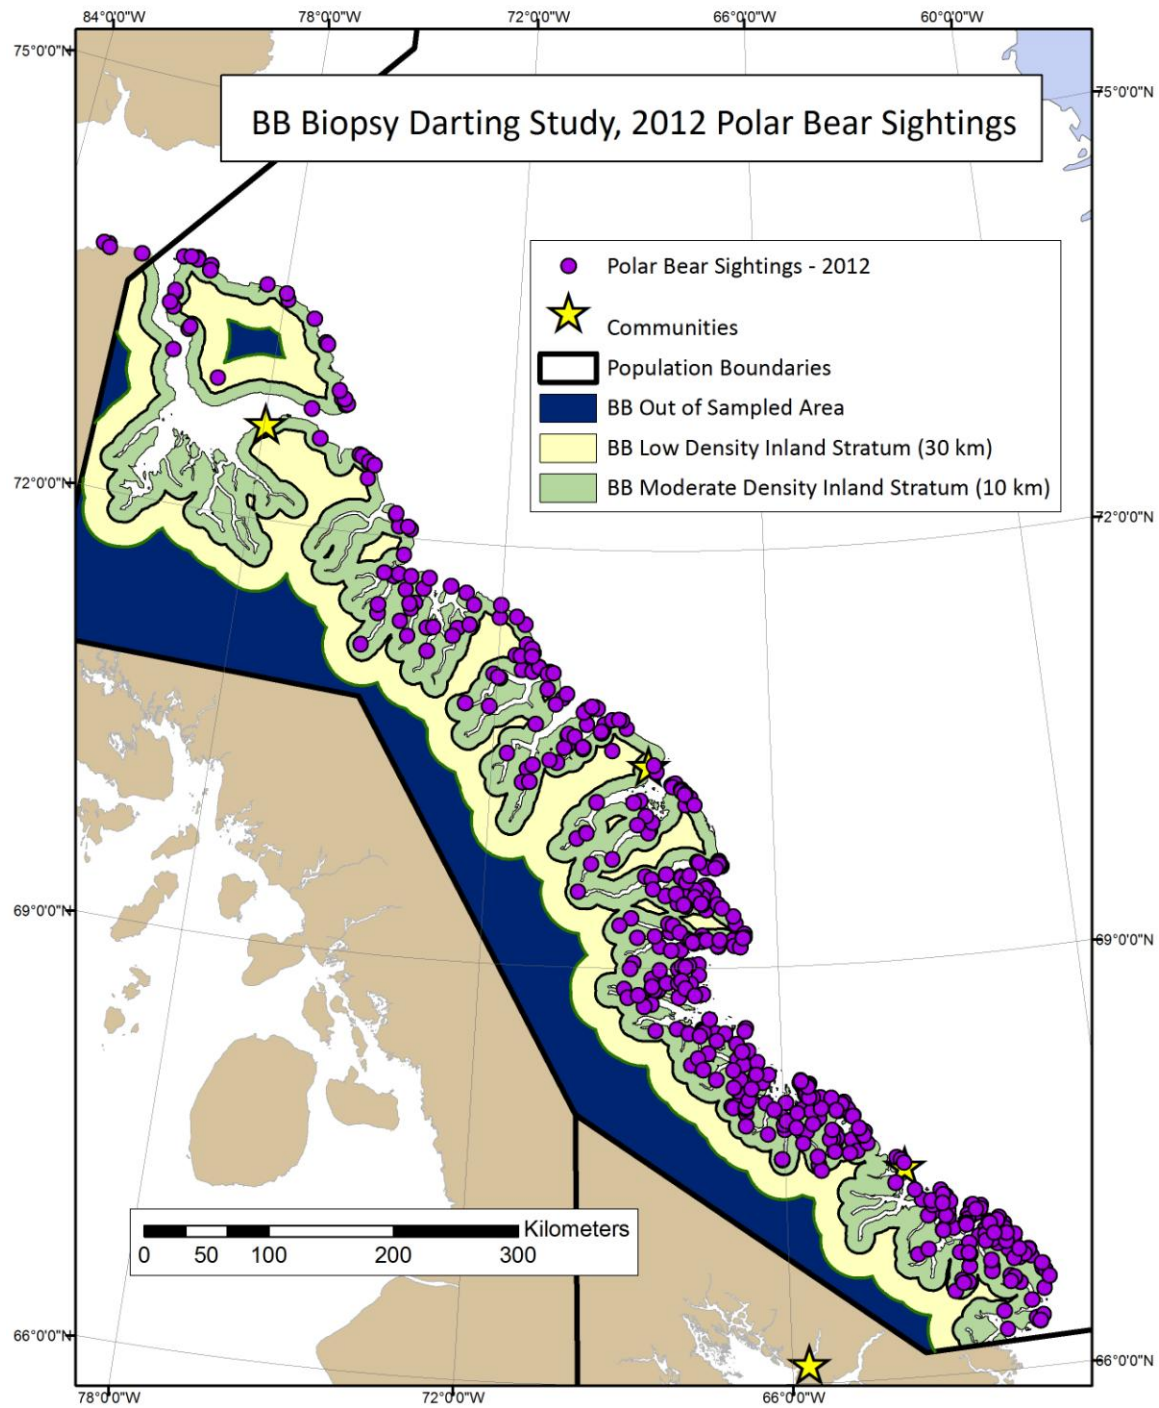 84°0'0"W
78°0'0"W
72°0'0"W
66°0'0"W
60°0'0"W
75°0'0"N
75°0'0"N
BB Biopsy Darting Study, 2012 Polar Bear Sightings
Polar Bear Sightings - 2012
Communities
Population Boundaries
BB Out of Sampled Area
BB Low Density Inland Stratum (30 km)
BB Moderate Density Inland Stratum (10 km)
72°0'0"N
72°0'0"N
69°0'0"N
69°0'0"N
Kilometers
0 50 100 200 300
66°0'0"N
66°0'0"N
78°0'0"W
72°0'0"W
66°0'0"W